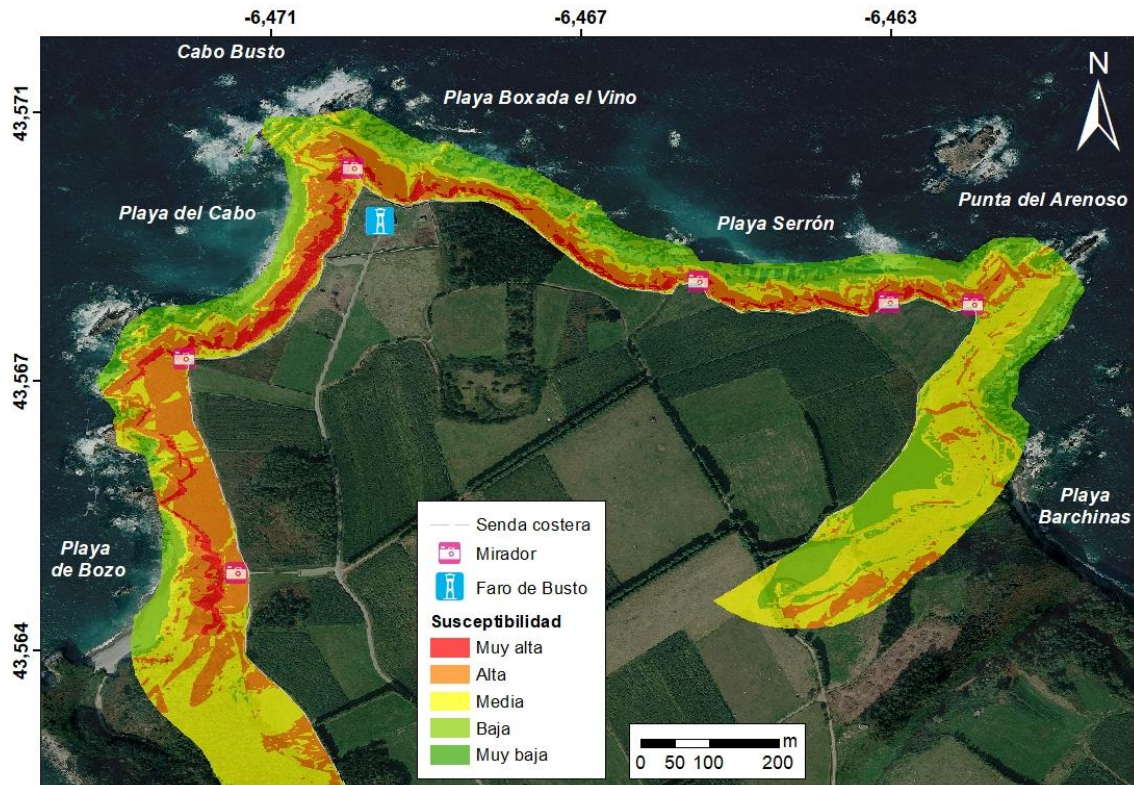 -6,471
-6,467
-6,463
Cabo Busto
Playa Boxada el Vino
N
43,571
Playa del Cabo
Punta del Arenoso
Playa Serrón
43,567
Playa
Barchinas
Playa
de Bozo
43,564
Senda costera
Mirador
Faro de Busto
Susceptibilidad
Muy alta
Alta
Media
Baja
Muy baja
m
0 50 100 200